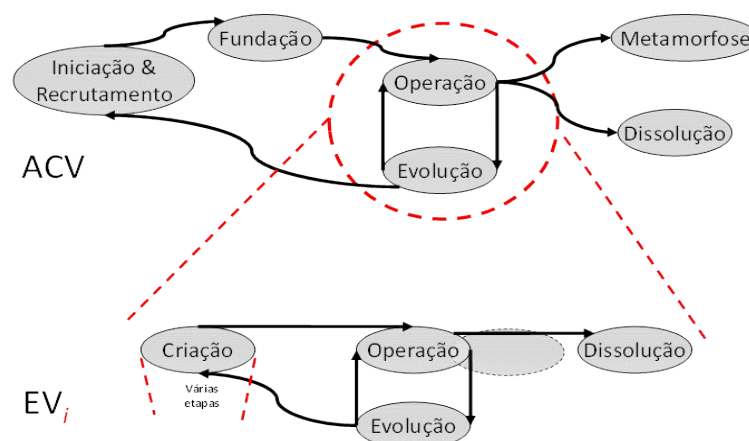 Fundação
Metamorfose
Iniciação &
Recrutamento
Operação
Dissolução
ACV
Evolução
Criação
Operação
Dissolução
Várias
etapas
EVi
Evolução